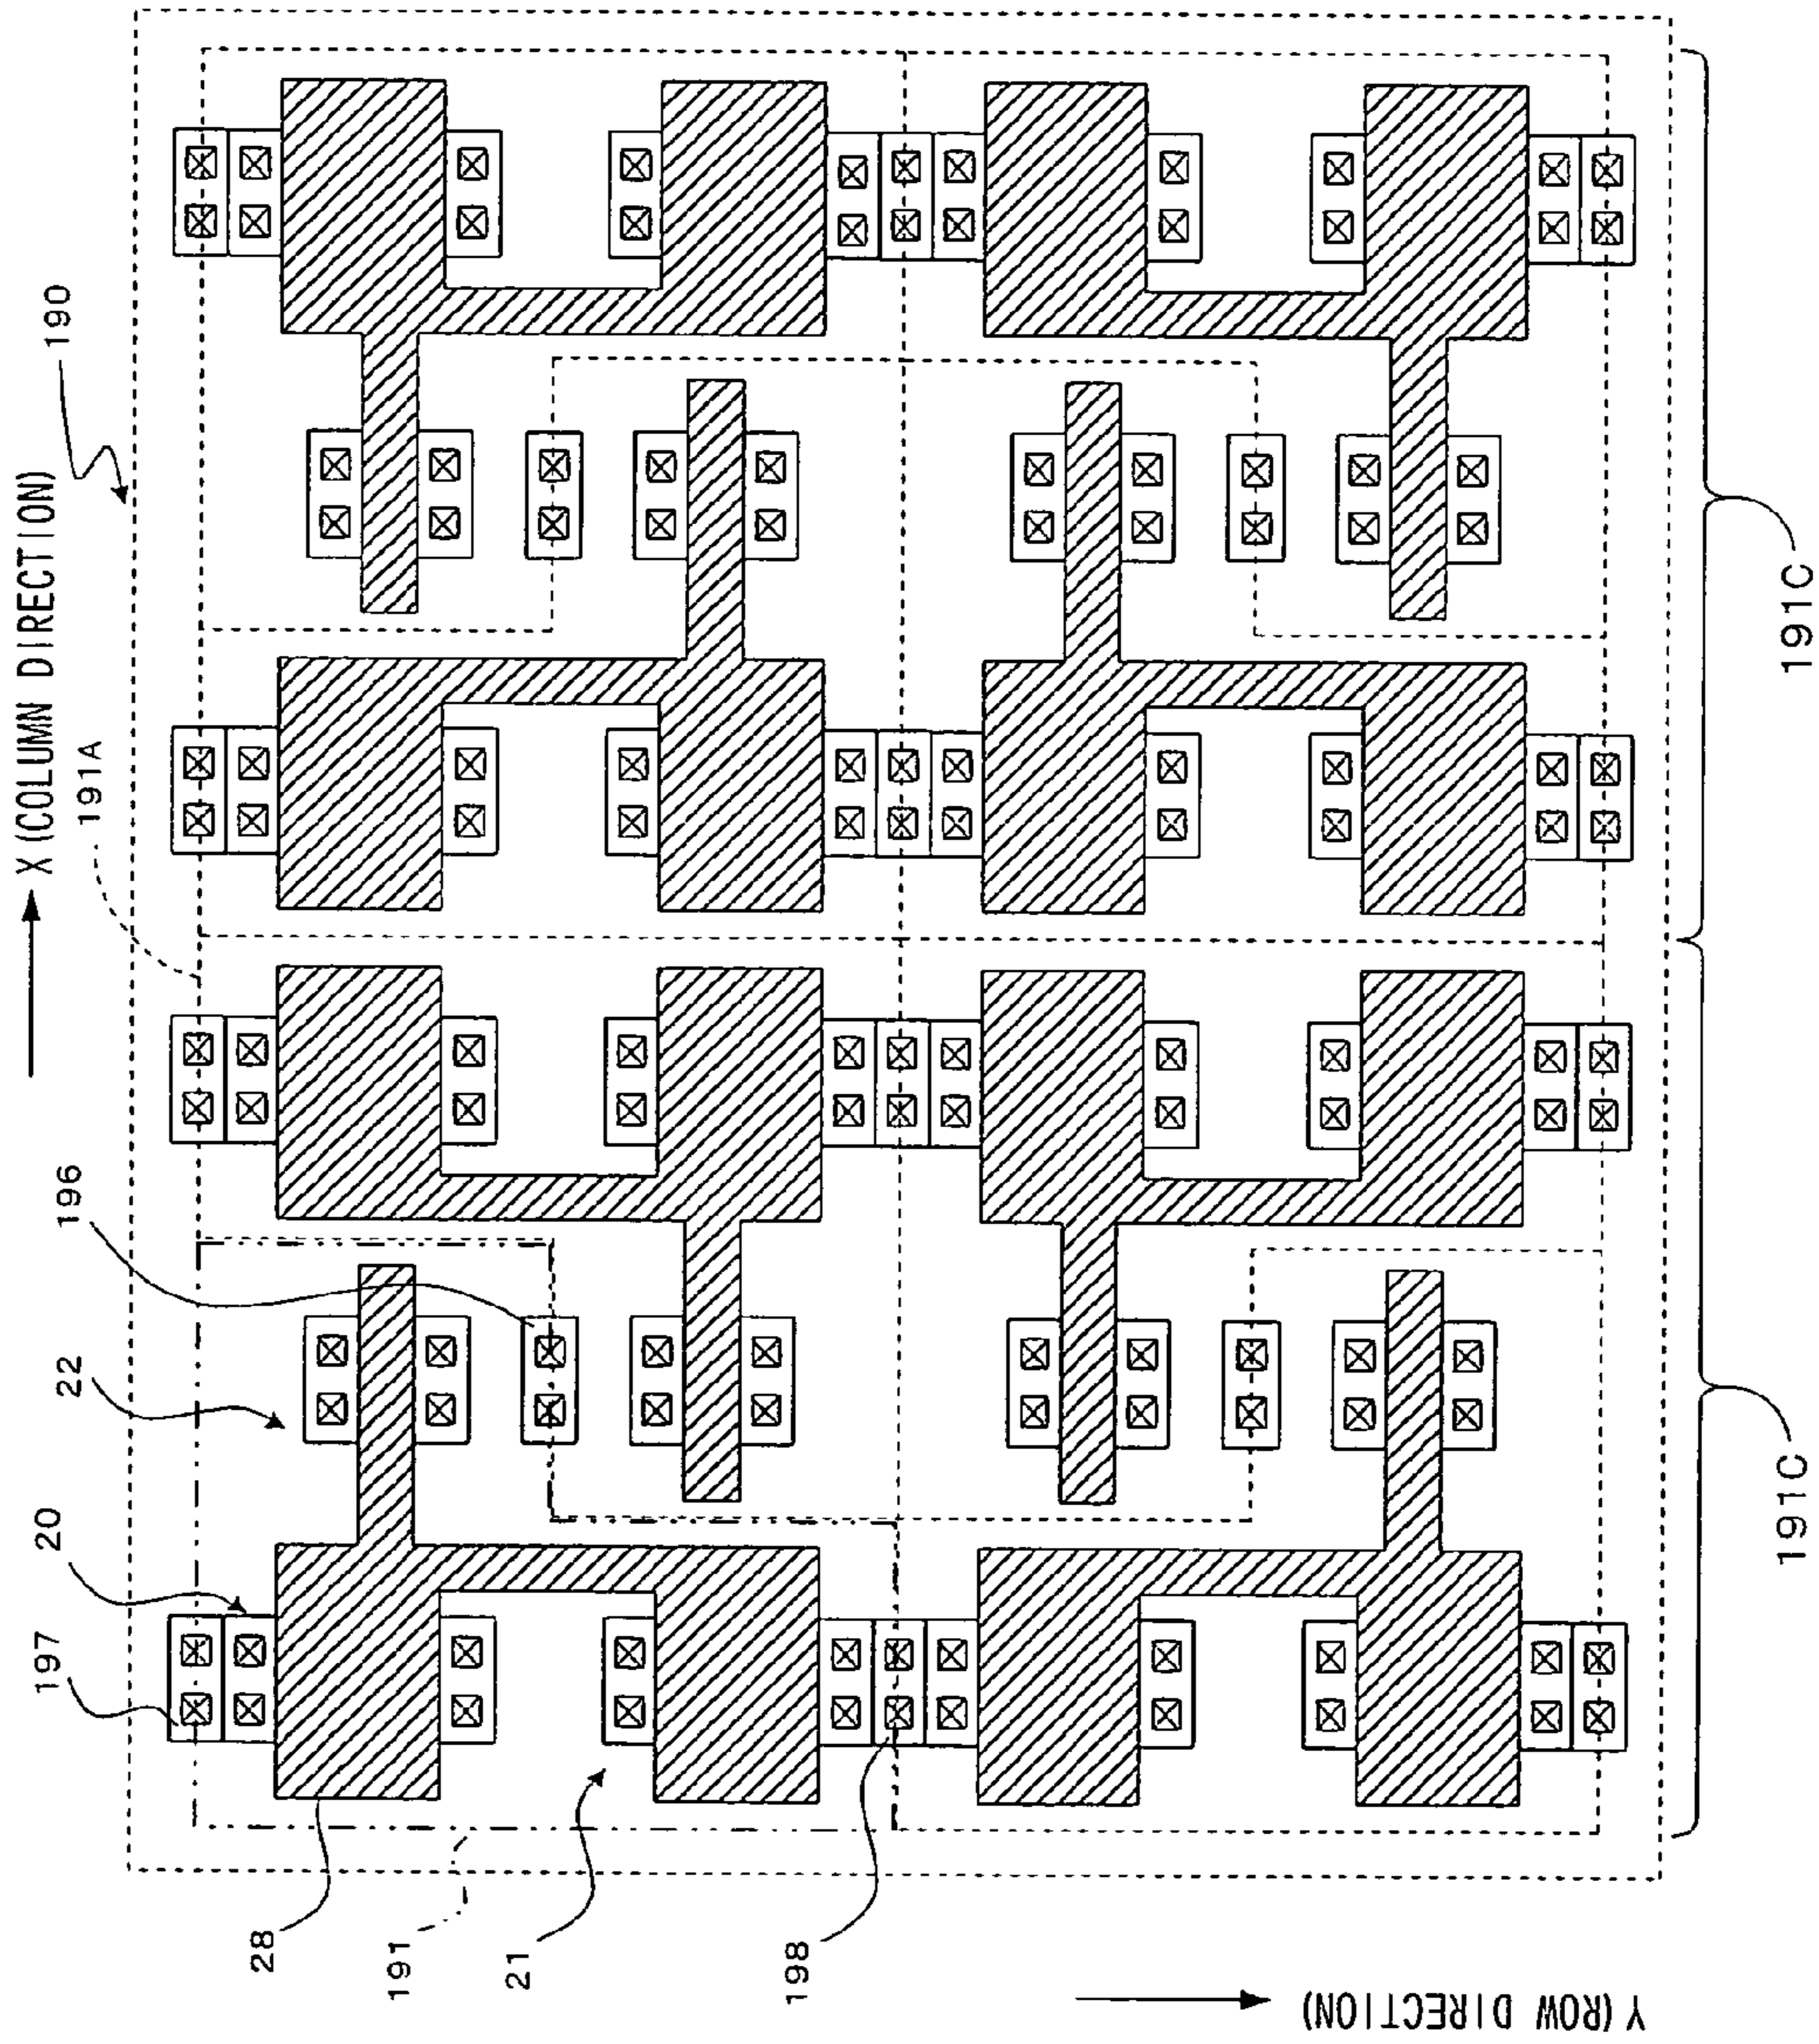 X (COLUMN DIRECTION)
190
191A
196
22
20
197
28
191
21
198
191C
191C
Y (ROW DIRECTION)